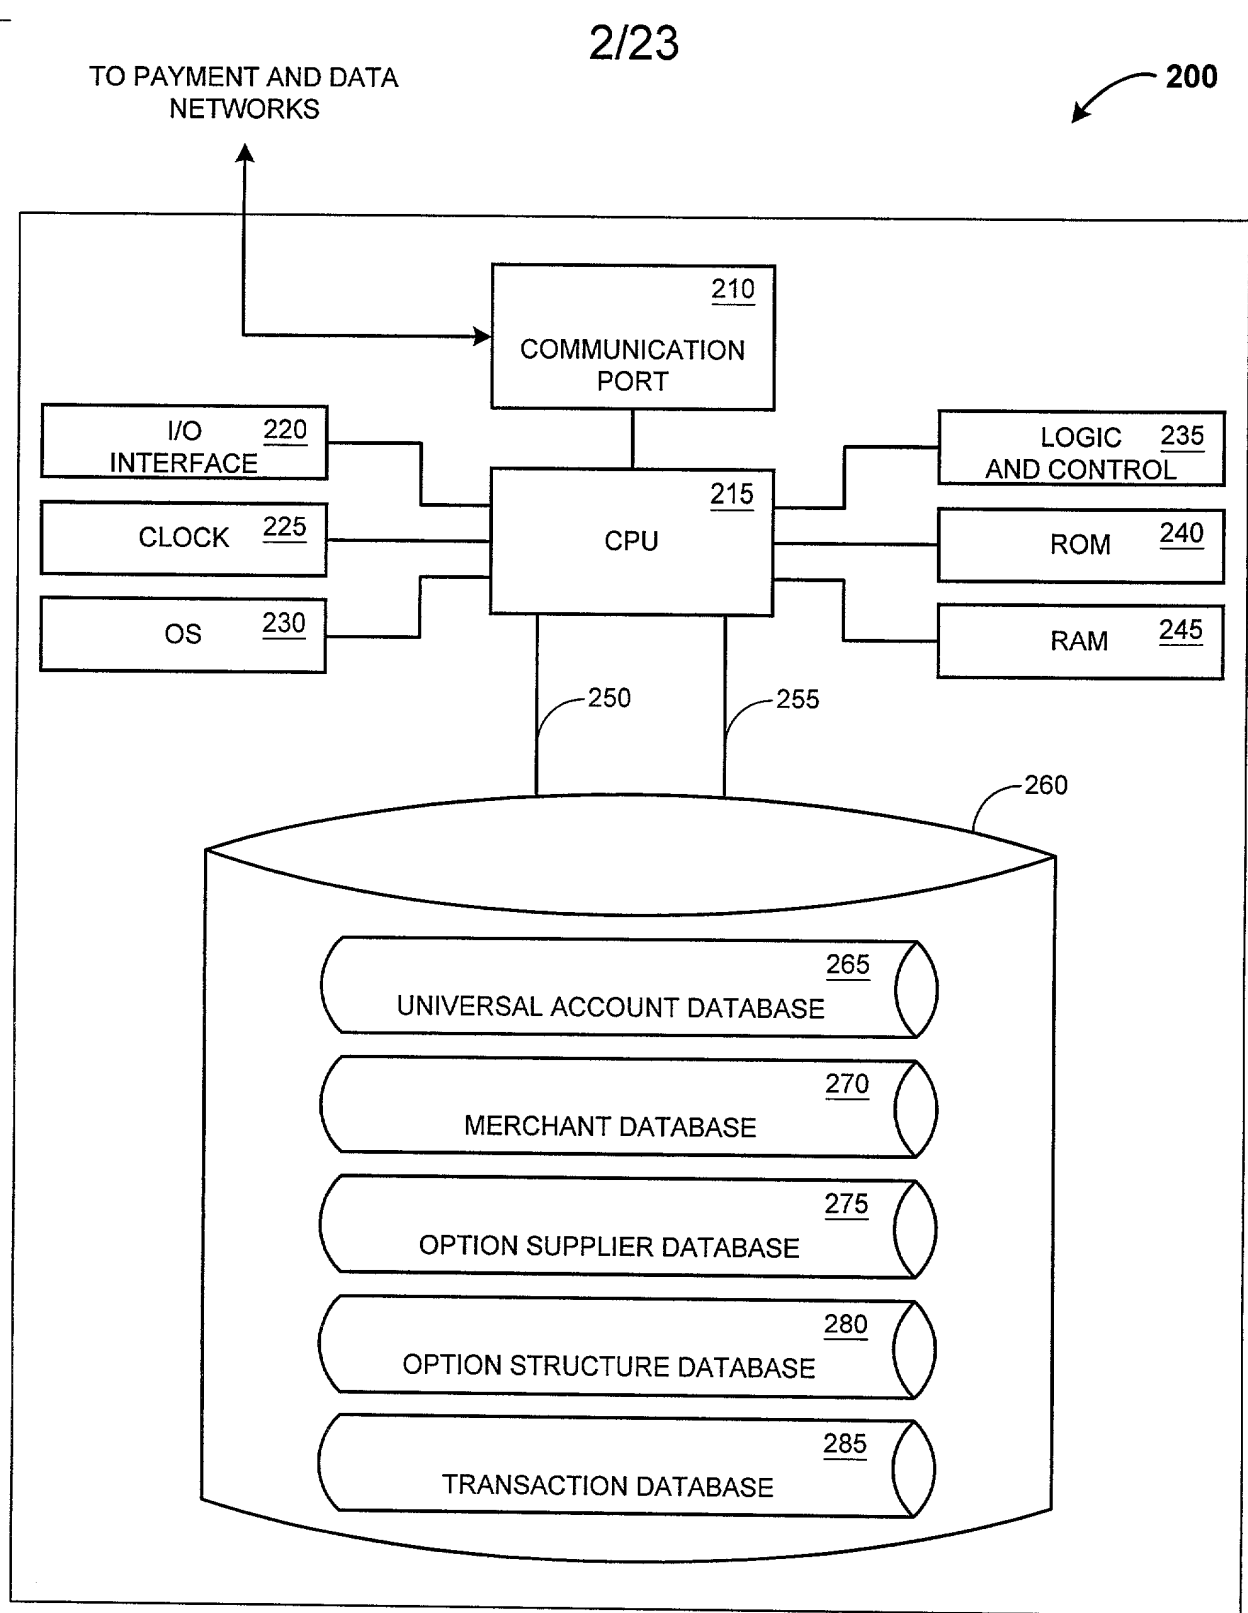 2/23
TO PAYMENT AND DATA
NETWORKS
200
210
COMMUNICATION
PORT
I/O 220
INTERFACE
LOGIC 235
AND CONTROL
CLOCK 225
215
CPU
ROM 240
OS 230
RAM 245
250
255
260
265
UNIVERSAL ACCOUNT DATABASE
270
MERCHANT DATABASE
275
OPTION SUPPLIER DATABASE
280
OPTION STRUCTURE DATABASE
285
TRANSACTION DATABASE